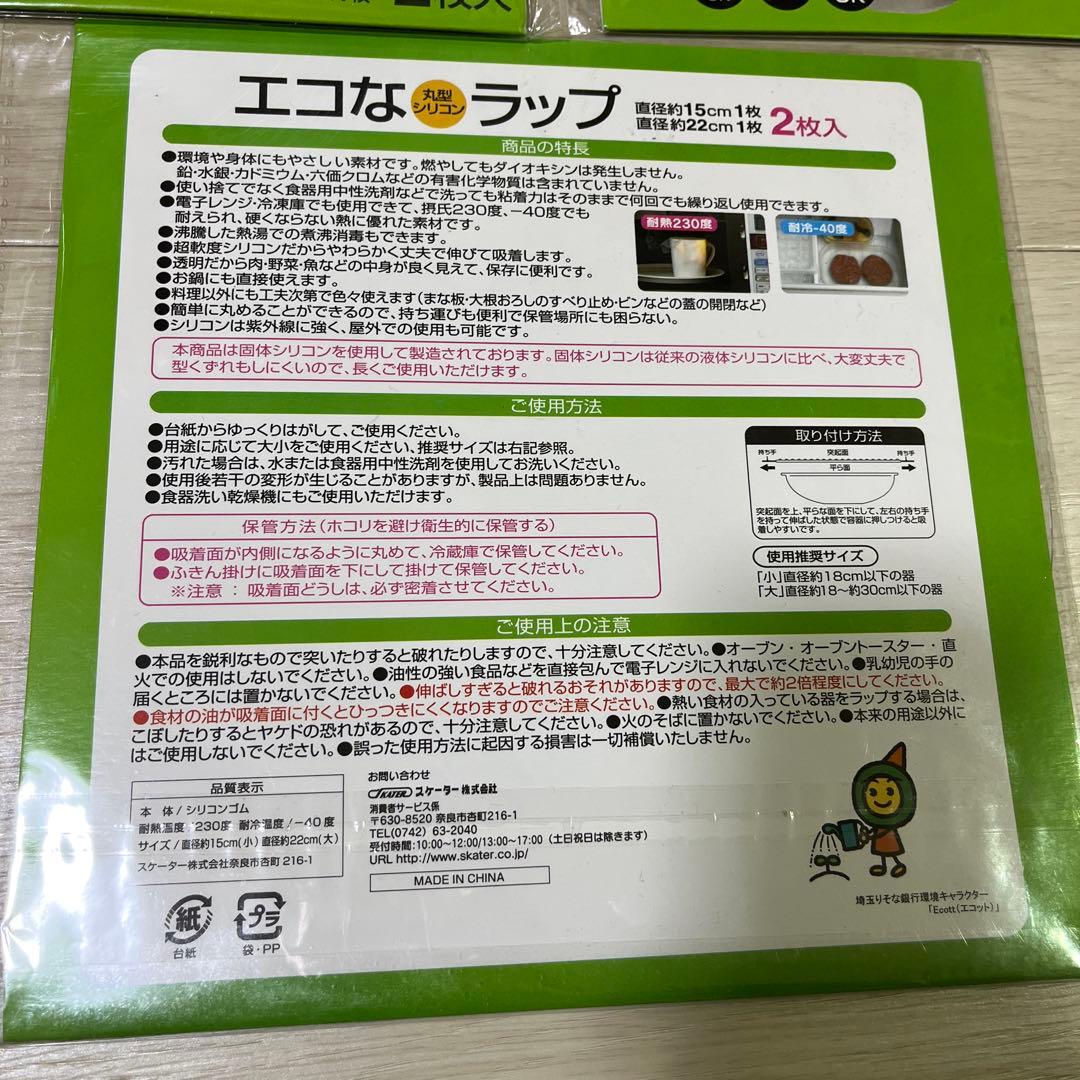 2枚入
エコな丸型シリコンラップ 直径約15cm1枚 直径約22cm1枚 2枚入
商品の特長
●環境や身体にもやさしい素材です。燃やしてもダイオキシンは発生しません。
鉛・水銀・カドミウム・六価クロムなどの有害化学物質は含まれていません。
●使い捨てでなく食器用中性洗剤などで洗っても粘着力はそのままで何回でも繰り返し使用できます。
●電子レンジ・冷凍庫でも使用できて、摂氏230度、-40度でも
耐えられ、硬くならない熱に優れた素材です。
●沸騰した熱湯での煮沸消毒もできます。
●超軟度シリコンだからやわらかく丈夫で伸びて吸着します。
●透明だから肉・野菜・魚などの中身が良く見えて、保存に便利です。
●お鍋にも直接使えます。
●料理以外にも工夫次第で色々使えます(まな板・大根おろしのすべり止め・ビンなどの蓋の開閉など)
●簡単に丸めることができるので、持ち運びも便利で保管場所にも困らない。
●シリコンは紫外線に強く、屋外での使用も可能です。
耐熱230度
耐冷-40度
本商品は固体シリコンを使用して製造されております。固体シリコンは従来の液体シリコンに比べ、大変丈夫で
型くずれもしにくいので、長くご使用いただけます。
ご使用方法
●台紙からゆっくりはがして、ご使用ください。
●用途に応じて大小をご使用ください、推奨サイズは右記参照。
●汚れた場合は、水または食器用中性洗剤を使用してお洗いください。
●使用後若干の変形が生じることがありますが、製品上は問題ありません。
●食器洗い乾燥機にもご使用いただけます。
取り付け方法
持ち手 突起面 持ち手
平ら面
突起面を上、平らな面を下にして、左右の持ち手
を持って伸ばした状態で容器に押しつけると吸
着しやすいです。
保管方法(ホコリを避け衛生的に保管する)
●吸着面が内側になるように丸めて、冷蔵庫で保管してください。
●ふきん掛けに吸着面を下にして掛けて保管してください。
※注意 : 吸着面どうしは、必ず密着させてください。
使用推奨サイズ
「小」直径約18cm以下の器
「大」直径約18〜約30cm以下の器
ご使用上の注意
●本品を鋭利なもので突いたりすると破れたりしますので、十分注意してください。●オーブン・オーブントースター・直
火での使用はしないでください。●油性の強い食品などを直接包んで電子レンジに入れないでください。●乳幼児の手の
届くところには置かないでください。●伸ばしすぎると破れるおそれがありますので、最大で約2倍程度にしてください。
●食材の油が吸着面に付くとひっつきにくくなりますのでご注意ください。●熱い食材の入っている器をラップする場合は、
こぼしたりするとヤケドの恐れがあるので、十分注意してください。●火のそばに置かないでください。●本来の用途以外に
はご使用しないでください。●誤った使用方法に起因する損害は一切補償いたしません。
品質表示
本 体/シリコンゴム
耐熱温度/230度 耐冷温度/-40度
サイズ/直径約15cm(小)直径約22cm(大)
スケーター株式会社奈良市杏町216-1
お問い合わせ
SKATER スケーター株式会社
消費者サービス係
〒630-8520 奈良市杏町216-1
TEL(0742) 63-2040
受付時間:10:00〜12:00/13:00〜17:00 (土日祝日は除きます)
URL http://www.skater.co.jp/
MADE IN CHINA
紙
台紙
プラ
袋・PP
埼玉りそな銀行環境キャラクター
「Ecott(エコット)」